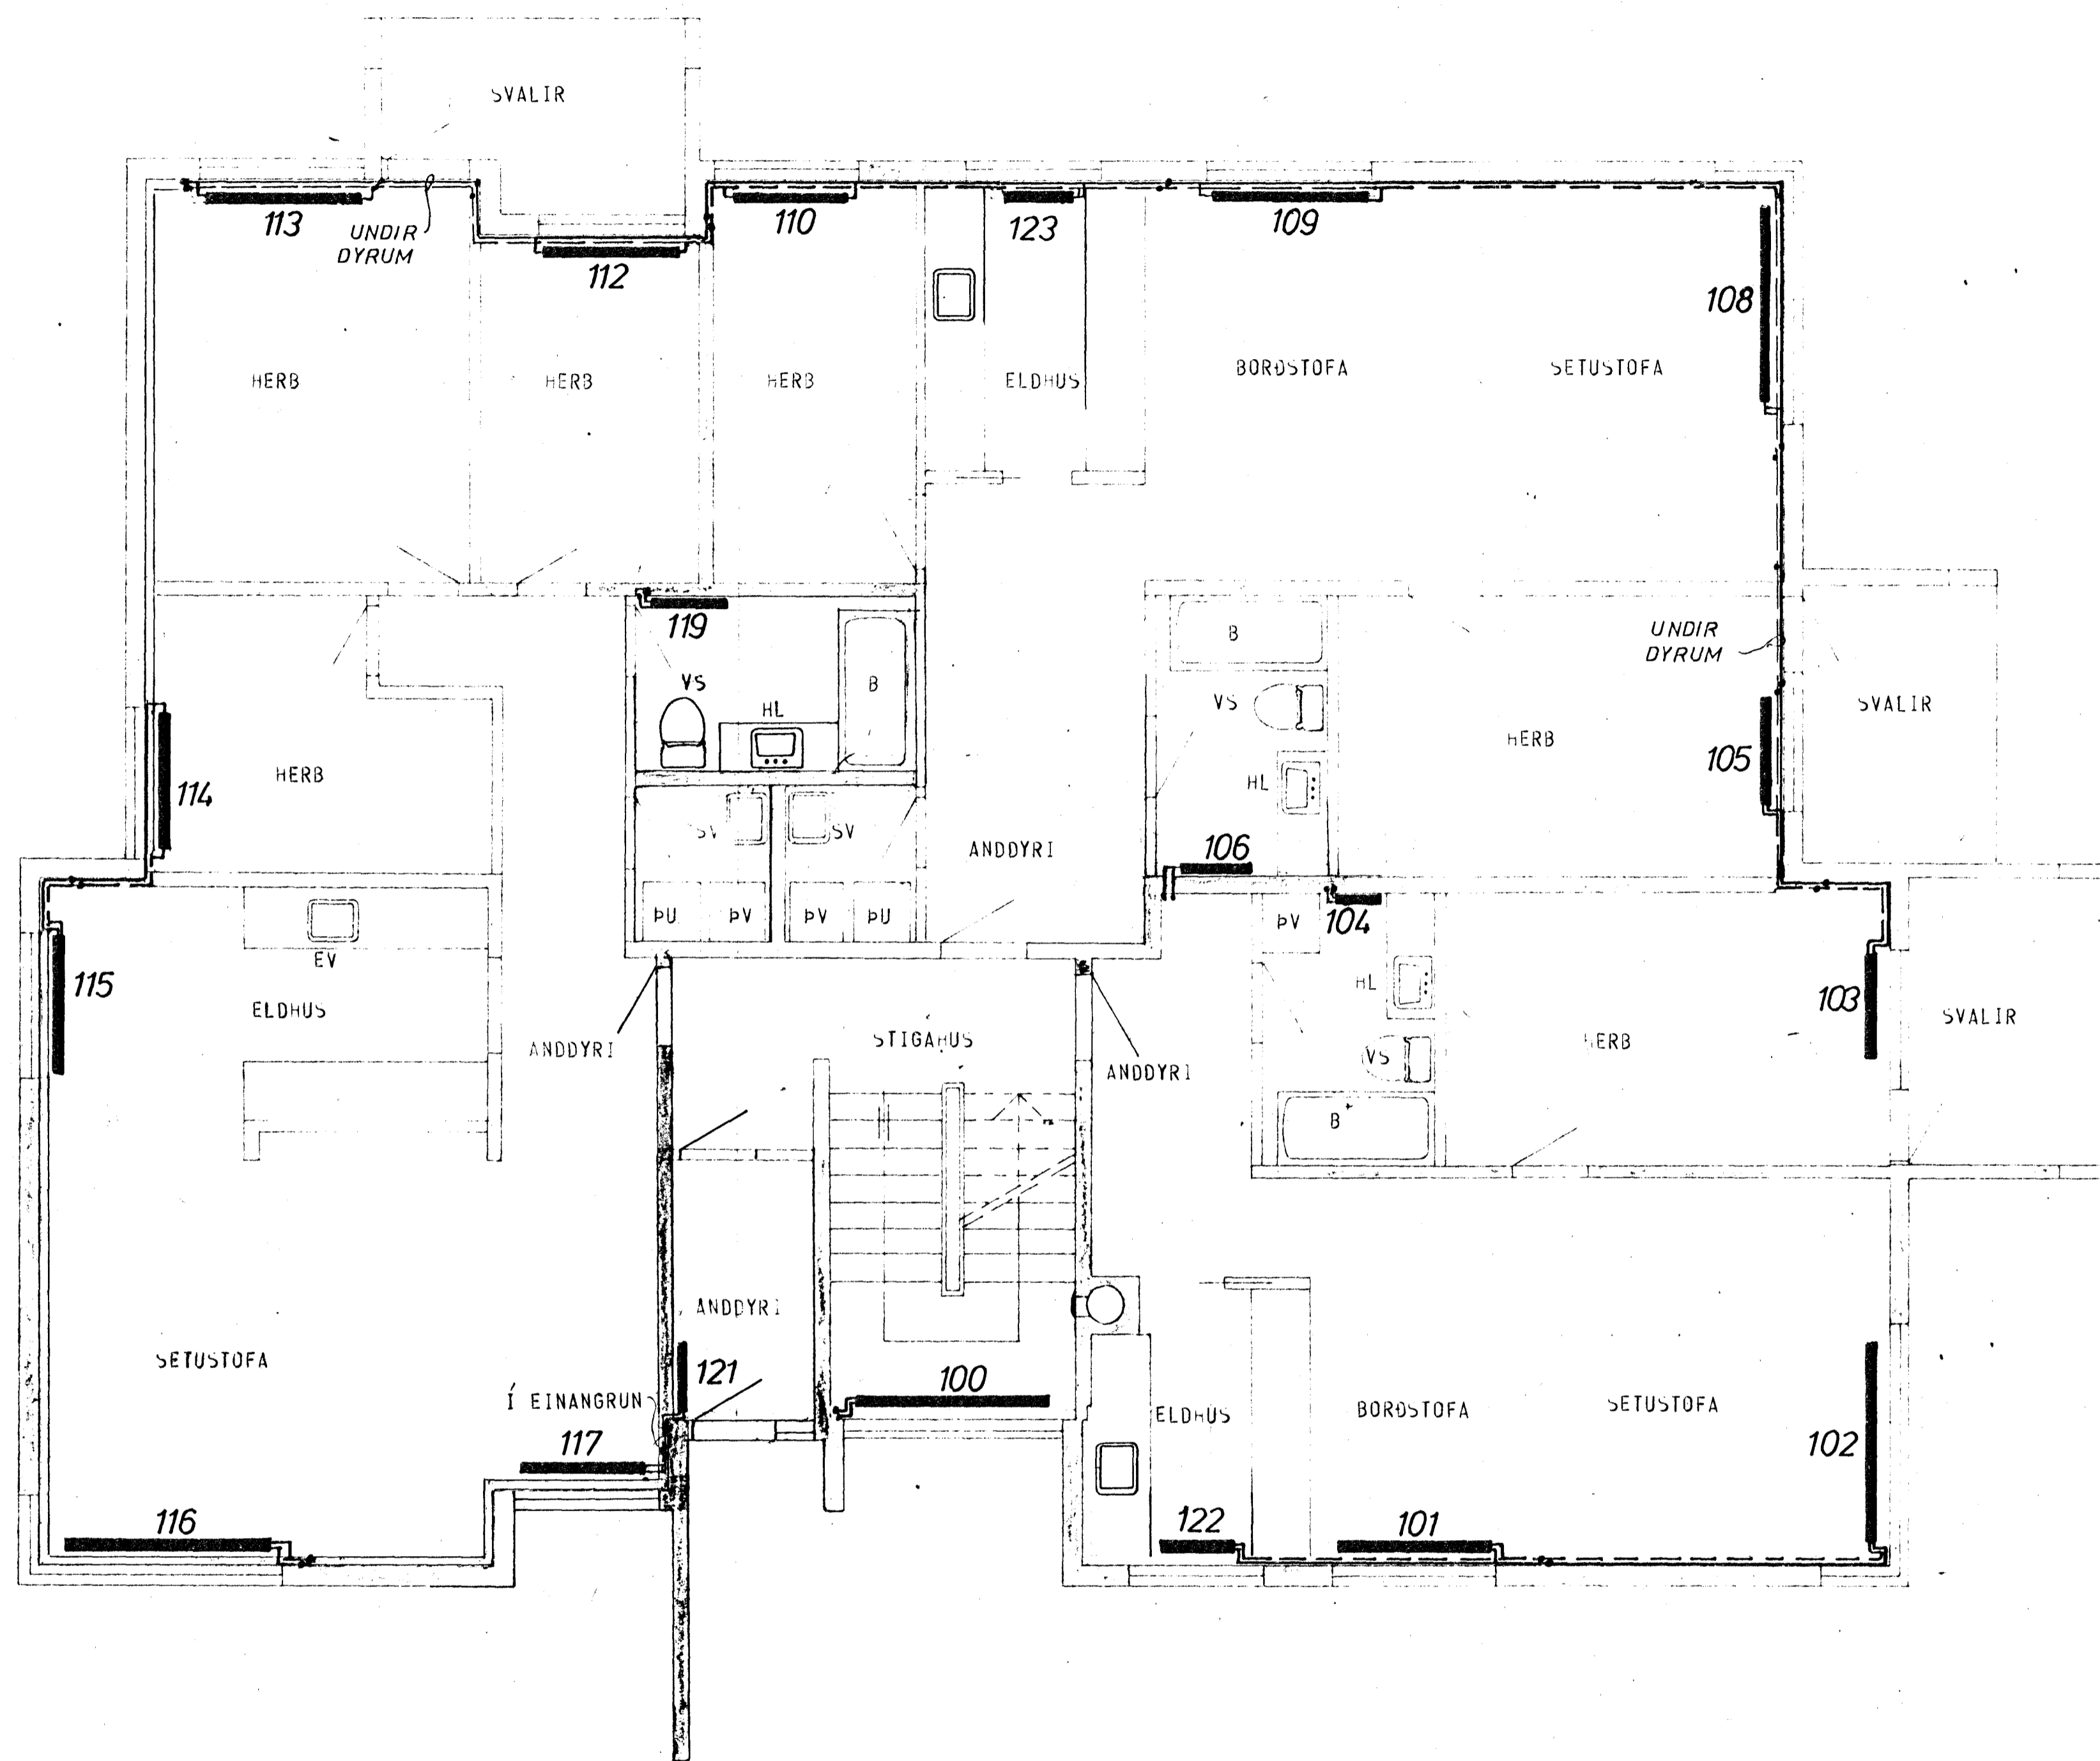 SVALIR
113
UNDIR
DYRUM
112
110
123
109
108
HERB
HERB
HERB
ELDHUS
BORÐSTOFA
SETUSTOFA
119
VS
HL
B
B
VS
HL
HERB
UNDIR
DYRUM
105
SVALIR
114
HERB
SV
SV
ANDDYRI
106
ÞU
ÞV
ÞV
ÞU
ÞV
104
115
EV
ELDHUS
ANDDYRI
STIGAHUS
ANDDYRI
HL
VS
B
HERB
103
SVALIR
SETUSTOFA
ANDDYRI
121
100
Í EINANGRUN
117
116
ELDHUS
BORÐSTOFA
SETUSTOFA
102
122
101